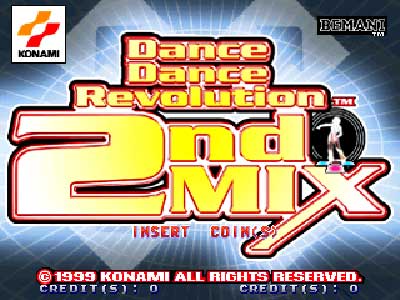 KONAMI
BEMANI
TM
Dance
Dance
Revolution TM
2nd
MIX
INSERT COIN(S)
© 1999 KONAMI ALL RIGHTS RESERVED.
CREDIT(S): 0 CREDIT(S): 0